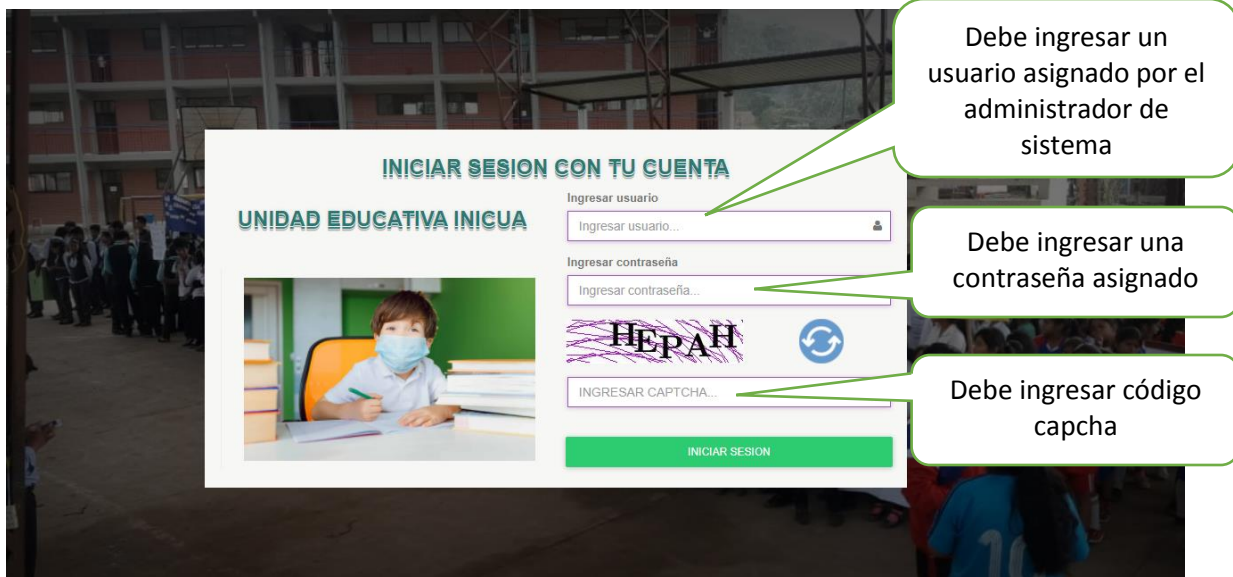 Debe ingresar un
usuario asignado por el
administrador de
sistema
INICIAR SESION CON TU CUENTA
UNIDAD EDUCATIVA INICUA
Ingresar usuario
Ingresar usuario...
Debe ingresar una
contraseña asignado
Ingresar contraseña
Ingresar contraseña...
HEPAH
INGRESAR CAPTCHA...
Debe ingresar código
capcha
INICIAR SESION
10